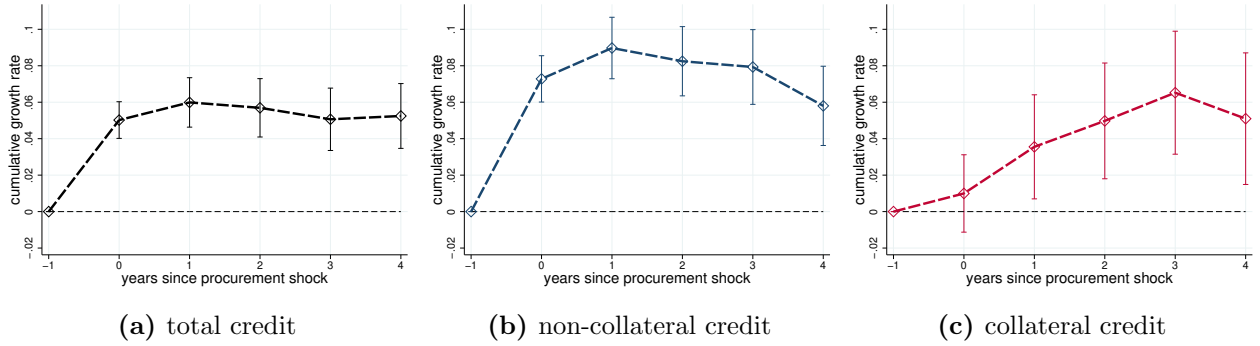 cumulative growth rate
.1
.08
.06
.04
.02
0
-.02
-1 0 1 2 3 4
years since procurement shock
(a) total credit
cumulative growth rate
.1
.08
.06
.04
.02
0
-.02
-1 0 1 2 3 4
years since procurement shock
(b) non-collateral credit
cumulative growth rate
.1
.08
.06
.04
.02
0
-.02
-1 0 1 2 3 4
years since procurement shock
(c) collateral credit